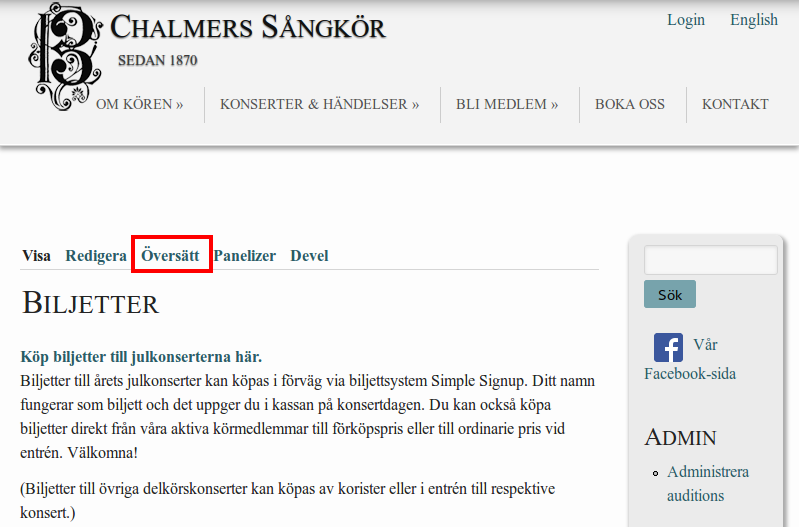 CHALMERS SÅNGKÖR
SEDAN 1870
Login English
OM KÖREN » KONSERTER & HÄNDELSER » BLI MEDLEM » BOKA OSS KONTAKT
Visa Redigera Översätt Panelizer Devel
BILJETTER
Köp biljetter till julkonserterna här.
Biljetter till årets julkonserter kan köpas i förväg via biljettsystem Simple Signup. Ditt namn
fungerar som biljett och det uppger du i kassan på konsertdagen. Du kan också köpa
biljetter direkt från våra aktiva körmedlemmar till förköpspris eller till ordinarie pris vid
entrén. Välkomna!
(Biljetter till övriga delkörskonserter kan köpas av korister eller i entrén till respektive
konsert.)
Sök
Vår
Facebook-sida
ADMIN
Administrera
auditions